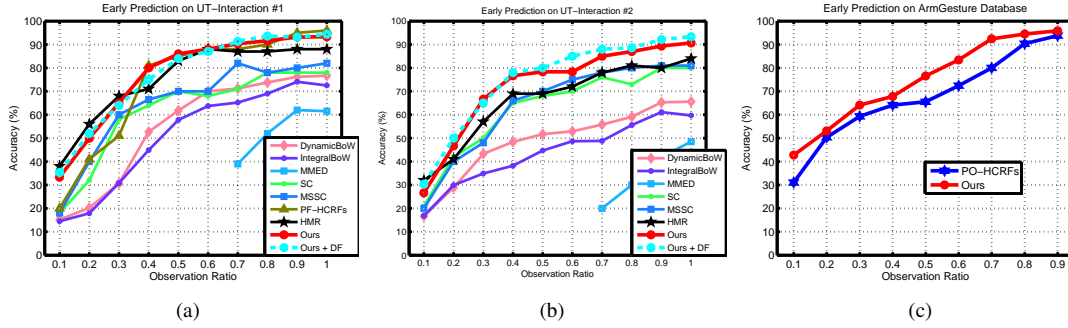 Early Prediction on UT-Interaction #1
Accuracy (%)
100
90
80
70
60
50
40
30
20
10
0
0.1 0.2 0.3 0.4 0.5 0.6 0.7 0.8 0.9 1
Observation Ratio
DynamicBoW
IntegralBoW
MMED
SC
MSSC
PF-HCRFs
HMR
Ours
Ours + DF
(a)
Early Prediction on UT-Interaction #2
Accuracy (%)
100
90
80
70
60
50
40
30
20
10
0
0.1 0.2 0.3 0.4 0.5 0.6 0.7 0.8 0.9 1
Observation Ratio
DynamicBoW
IntegralBoW
MMED
SC
MSSC
HMR
Ours
Ours + DF
(b)
Early Prediction on ArmGesture Database
Accuracy (%)
100
90
80
70
60
50
40
30
20
10
0
0.1 0.2 0.3 0.4 0.5 0.6 0.7 0.8 0.9
Observation Ratio
PO-HCRFs
Ours
(c)